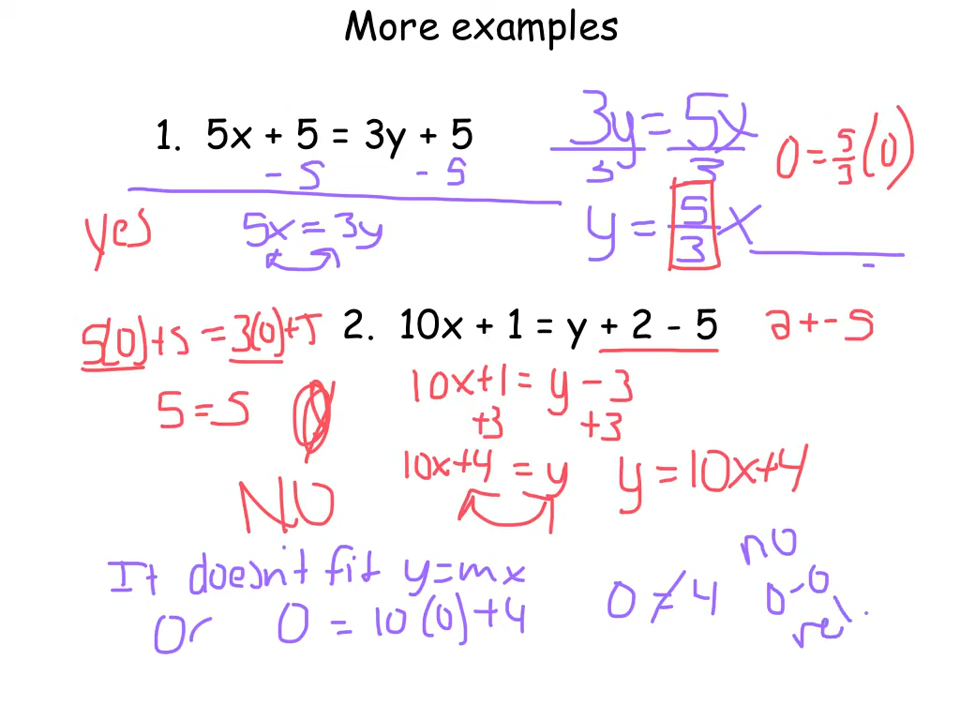 More examples
1. 5x + 5 = 3y + 5
- 5 - 5
yes 5x = 3y
3y = 5x
3 3
y = 5/3 x
0 = 5/3 (0)
5(0)+5 = 3(0)+5
5 = 5
2. 10x + 1 = y + 2 - 5
2 + - 5
10x+1 = y - 3
+3 +3
10x+4 = y
y = 10x+4
NO
It doesn't fit y=mx
Or 0 = 10(0)+4
0 ≠ 4
no
0-0
rel.